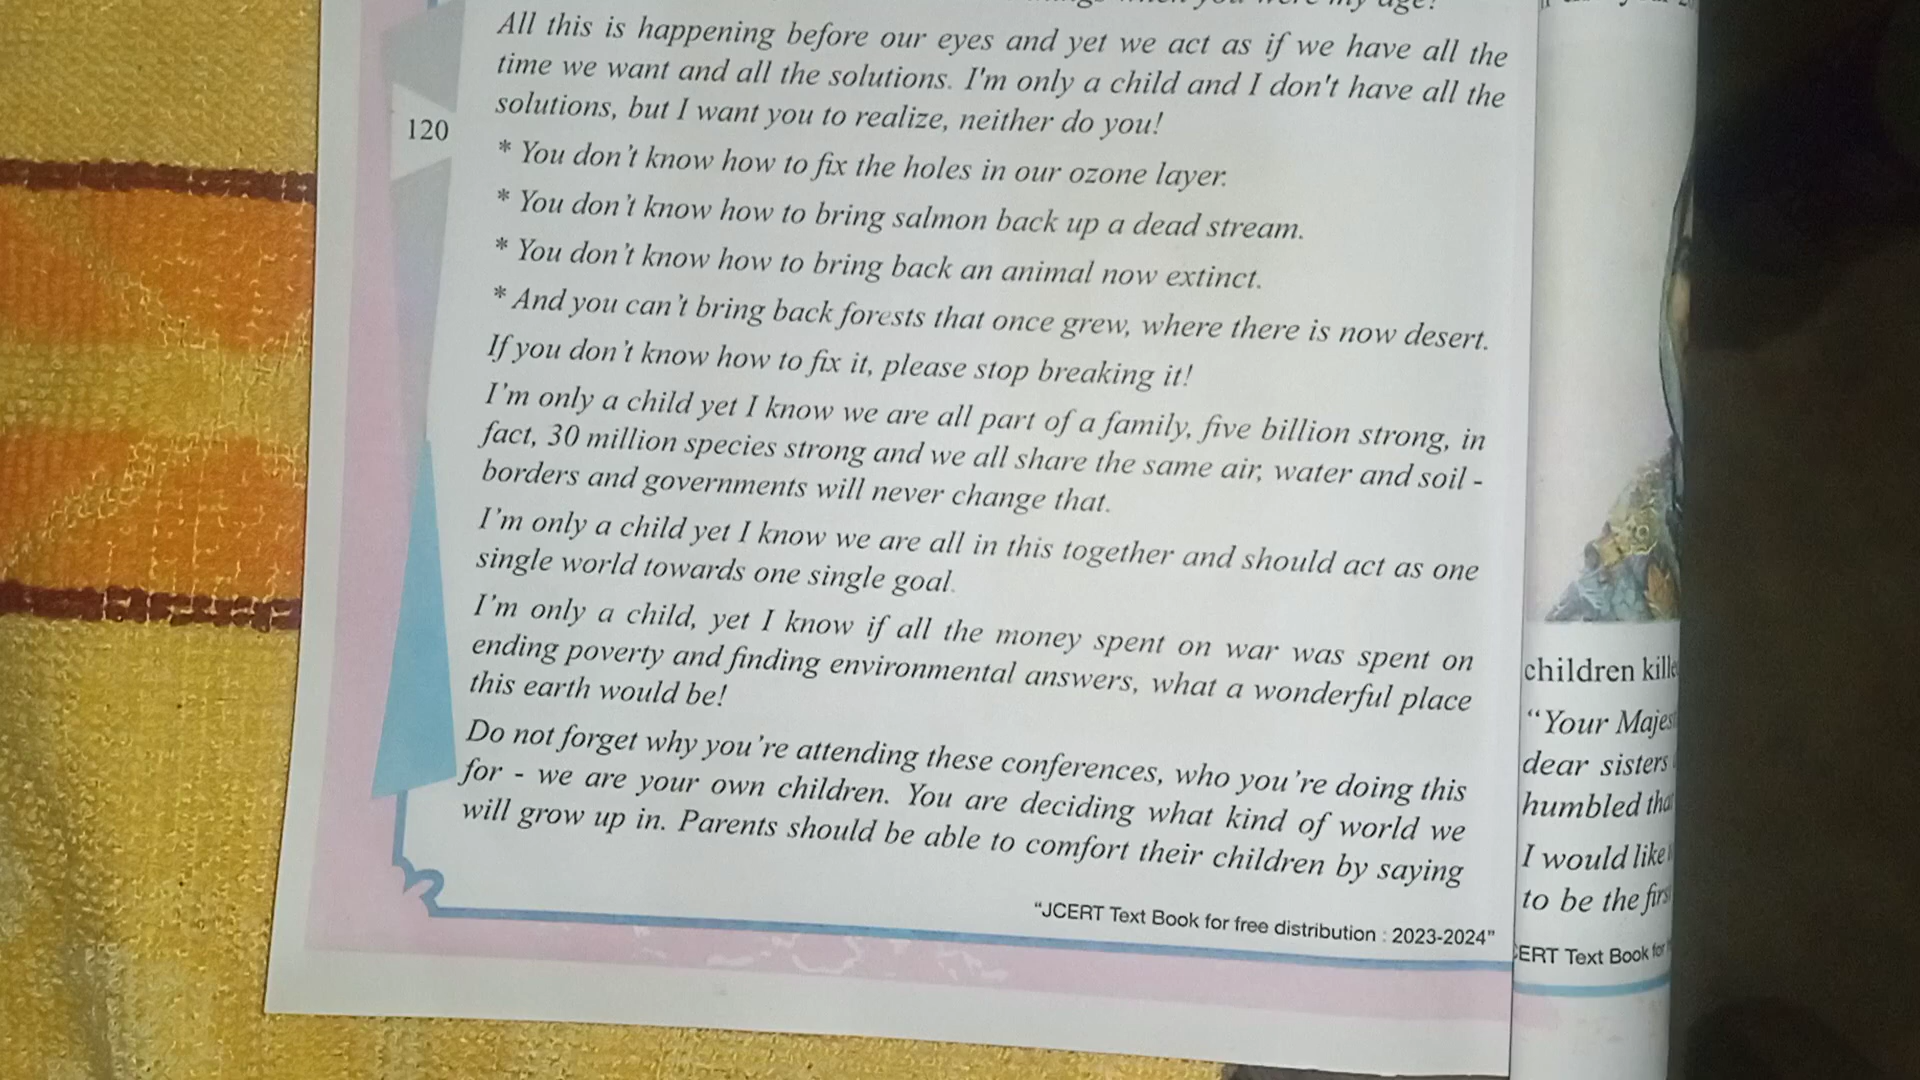 my age?
All this is happening before our eyes and yet we act as if we have all the
time we want and all the solutions. I'm only a child and I don't have all the
solutions, but I want you to realize, neither do you!
120
* You don't know how to fix the holes in our ozone layer.
* You don't know how to bring salmon back up a dead stream.
* You don't know how to bring back an animal now extinct.
* And you can't bring back forests that once grew, where there is now desert.
If you don't know how to fix it, please stop breaking it!
I'm only a child yet I know we are all part of a family, five billion strong, in
fact, 30 million species strong and we all share the same air, water and soil -
borders and governments will never change that.
I'm only a child yet I know we are all in this together and should act as one
single world towards one single goal.
I'm only a child, yet I know if all the money spent on war was spent on
ending poverty and finding environmental answers, what a wonderful place
this earth would be!
Do not forget why you're attending these conferences, who you're doing this
for - we are your own children. You are deciding what kind of world we
will grow up in. Parents should be able to comfort their children by saying
"JCERT Text Book for free distribution : 2023-2024"
children
"Your
dear sisters
humbled
I would like
to be the
Text Book for